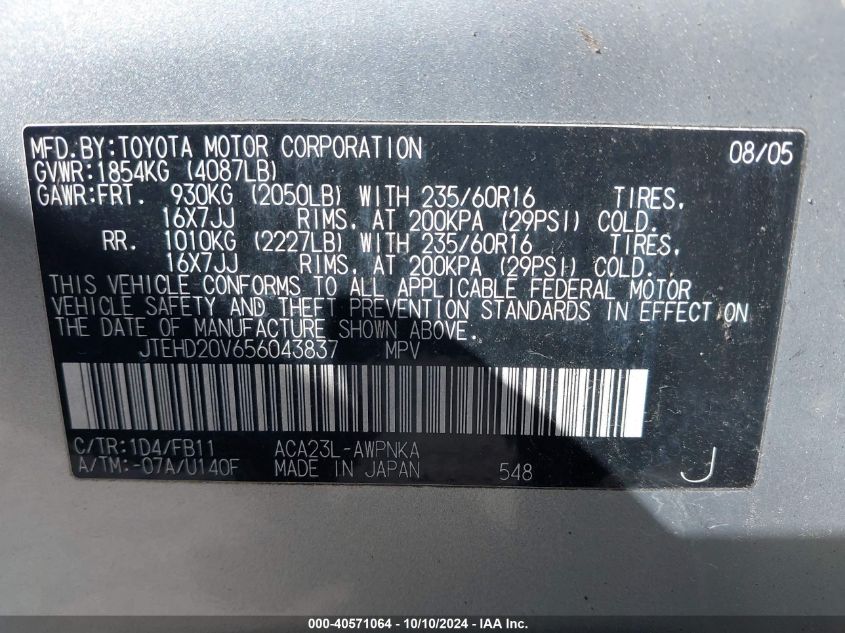 MFD.BY:TOYOTA MOTOR CORPORATION 08/05
GVWR:1854KG (4087LB)
GAWR:FRT. 930KG (2050LB) WITH 235/60R16 TIRES,
16X7JJ RIMS, AT 200KPA (29PSI) COLD.
RR. 1010KG (2227LB) WITH 235/60R16 TIRES,
16X7JJ RIMS, AT 200KPA (29PSI) COLD.
THIS VEHICLE CONFORMS TO ALL APPLICABLE FEDERAL MOTOR
VEHICLE SAFETY AND THEFT PREVENTION STANDARDS IN EFFECT ON
THE DATE OF MANUFACTURE SHOWN ABOVE.
JTEHD20V656043837 MPV
C/TR:1D4/FB11 ACA23L-AWPNKA
A/TM:-07A/U140F MADE IN JAPAN 548 J
000-40571064 - 10/10/2024 - IAA Inc.